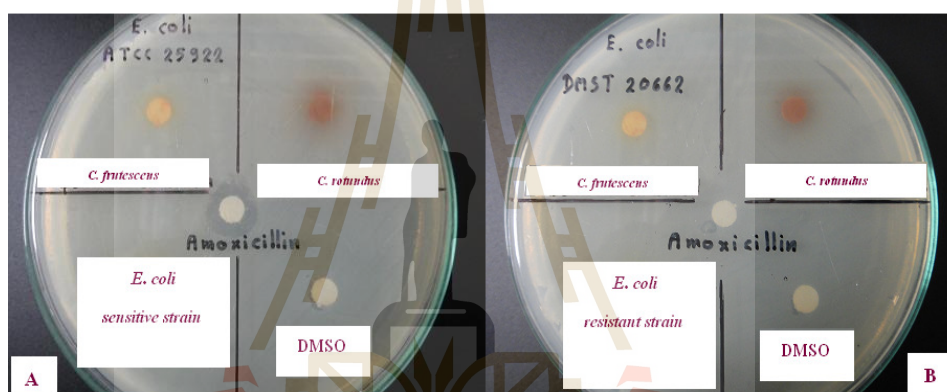 E. coli
ATCC 25922
C. frutescens
C. rotundus
Amoxicillin
E. coli
sensitive strain
DMSO
A
E. coli
DMST 20662
C. frutescens
C. rotundus
Amoxicillin
E. coli
resistant strain
DMSO
B